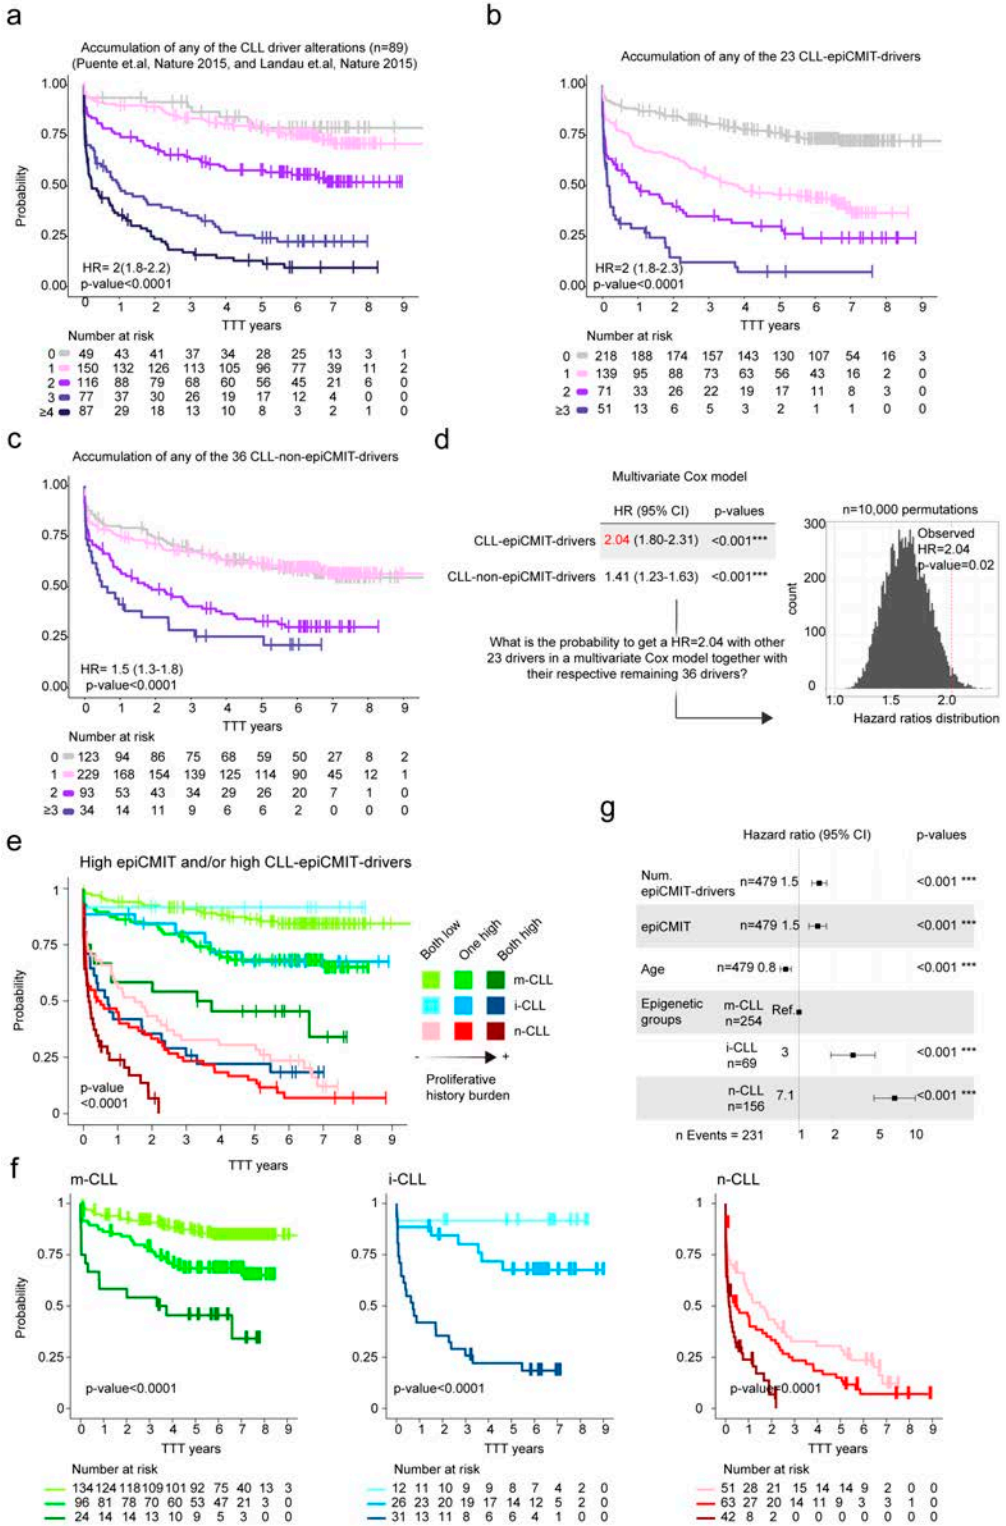 a
Accumulation of any of the CLL driver alterations (n=89)
(Puente et.al, Nature 2015, and Landau et.al, Nature 2015)
Probability
1.00
0.75
0.50
0.25
0.00
HR= 2(1.8-2.2)
p-value<0.0001
0 1 2 3 4 5 6 7 8 9
TTT years
Number at risk
0 49 43 41 37 34 28 25 13 3 1
1 150 132 126 113 105 96 77 39 11 2
2 116 88 79 68 60 56 45 21 6 0
3 77 37 30 26 19 17 12 4 0 0
≥4 87 29 18 13 10 8 3 2 1 0
b
Accumulation of any of the 23 CLL-epiCMIT-drivers
1.00
0.75
0.50
0.25
0.00
HR=2 (1.8-2.3)
p-value<0.0001
0 1 2 3 4 5 6 7 8 9
TTT years
Number at risk
0 218 188 174 157 143 130 107 54 16 3
1 139 95 88 73 63 56 43 16 2 0
2 71 33 26 22 19 17 11 8 3 0
≥3 51 13 6 5 3 2 1 1 0 0
c
Accumulation of any of the 36 CLL-non-epiCMIT-drivers
1.00
0.75
0.50
0.25
0.00
HR= 1.5 (1.3-1.8)
p-value<0.0001
0 1 2 3 4 5 6 7 8 9
TTT years
Number at risk
0 123 94 86 75 68 59 50 27 8 2
1 229 168 154 139 125 114 90 45 12 1
2 93 53 43 34 29 26 20 7 1 0
≥3 34 14 11 9 6 6 2 0 0 0
d
Multivariate Cox model
HR (95% CI) p-values
CLL-epiCMIT-drivers 2.04 (1.80-2.31) <0.001***
CLL-non-epiCMIT-drivers 1.41 (1.23-1.63) <0.001***
What is the probability to get a HR=2.04 with other
23 drivers in a multivariate Cox model together with
their respective remaining 36 drivers?
n=10,000 permutations
Observed
HR=2.04
p-value=0.02
count
300
200
100
0
1.0 1.5 2.0
Hazard ratios distribution
e
High epiCMIT and/or high CLL-epiCMIT-drivers
1
0.75
0.5
0.25
0
p-value
<0.0001
0 1 2 3 4 5 6 7 8 9
TTT years
Both low
One high
Both high
m-CLL
i-CLL
n-CLL
- +
Proliferative
history burden
g
Hazard ratio (95% CI) p-values
Num.
epiCMIT-drivers n=479 1.5 <0.001 ***
epiCMIT n=479 1.5 <0.001 ***
Age n=479 0.8 <0.001 ***
Epigenetic
groups
m-CLL
n=254 Ref.
i-CLL
n=69 3 <0.001 ***
n-CLL
n=156 7.1 <0.001 ***
n Events = 231 1 2 5 10
f
m-CLL
Probability
1
0.75
0.5
0.25
0
p-value<0.0001
0 1 2 3 4 5 6 7 8 9
TTT years
Number at risk
134 124 118 109 101 92 75 40 13 3
96 81 78 70 60 53 47 21 3 0
24 14 14 13 10 9 5 3 0 0
i-CLL
1
0.75
0.5
0.25
0
p-value<0.0001
0 1 2 3 4 5 6 7 8 9
TTT years
Number at risk
12 11 10 9 9 8 7 4 2 0
26 23 20 19 17 14 12 5 2 0
31 13 11 8 6 6 4 1 0 0
n-CLL
1
0.75
0.5
0.25
0
p-value=0.0001
0 1 2 3 4 5 6 7 8 9
TTT years
Number at risk
51 28 21 15 14 14 9 2 0 0
63 27 20 14 11 9 3 3 1 0
42 8 2 0 0 0 0 0 0 0